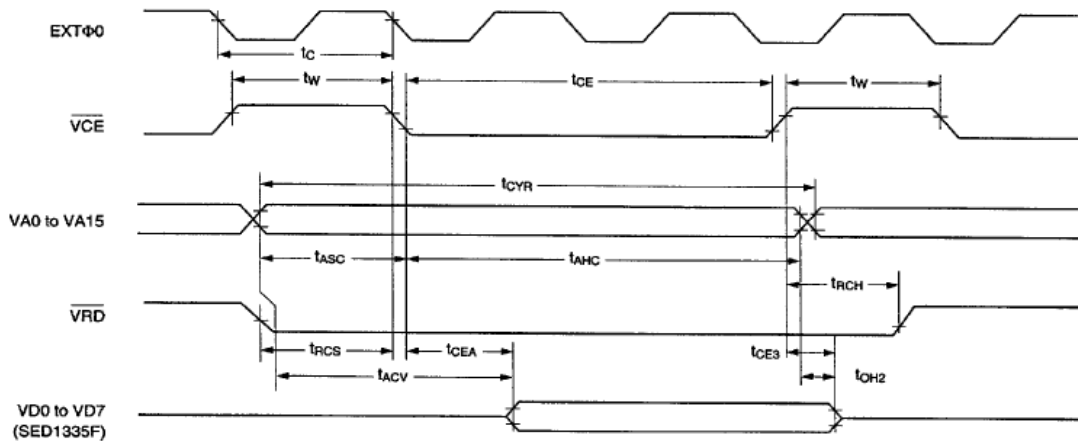 EXTΦ0
tC
tW
tCE
tW
VCE
tCYR
VA0 to VA15
tASC
tAHC
tRCH
VRD
tRCS
tCEA
tCE3
tACV
tOH2
VD0 to VD7
(SED1335F)